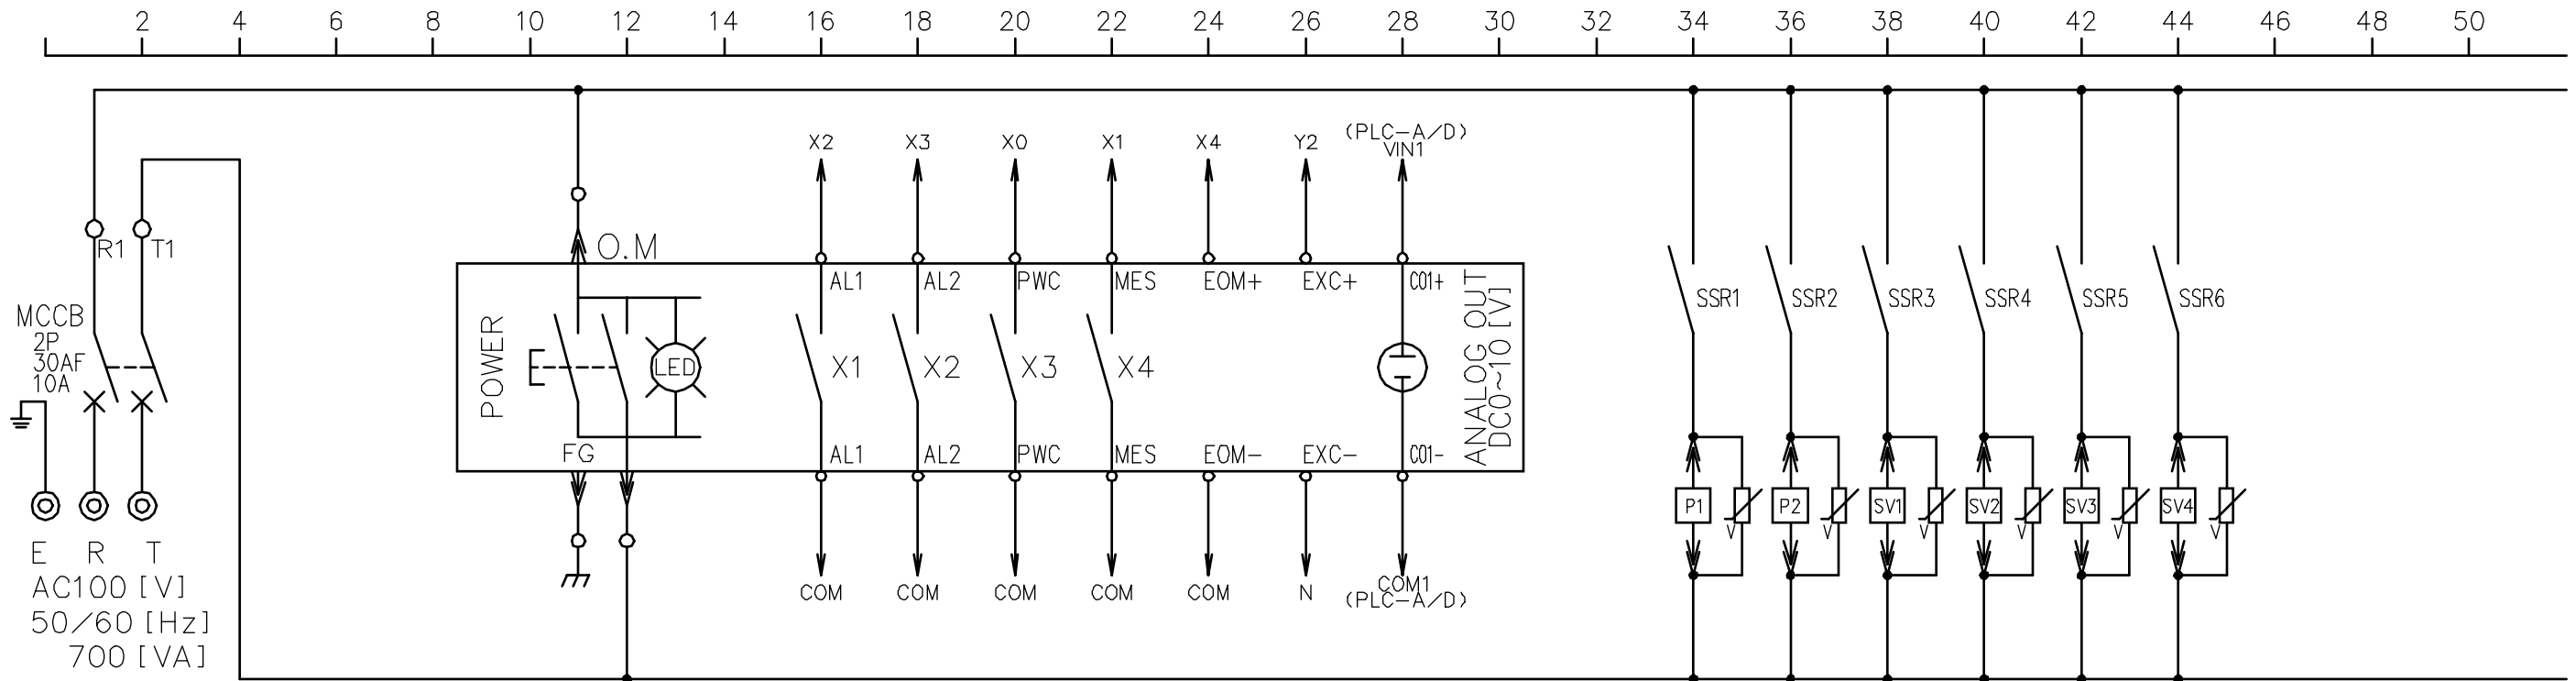 2 4 6 8 10 12 14 16 18 20 22 24 26 28 30 32 34 36 38 40 42 44 46 48 50
X2 X3 X0 X1 X4 Y2 (PLC-A/D)
VIN1
R1 T1
O.M
AL1 AL2 PWC MES EOM+ EXC+ CO1+
SSR1 SSR2 SSR3 SSR4 SSR5 SSR6
MCCB
2P
30AF
10A
POWER
LED
X1 X2 X3 X4
ANALOG OUT
DC0~10 [V]
FG
AL1 AL2 PWC MES EOM- EXC- CO1-
P1 P2 SV1 SV2 SV3 SV4
V V V V V V
E R T
AC100 [V]
50/60 [Hz]
700 [VA]
COM COM COM COM COM N COM1
(PLC-A/D)